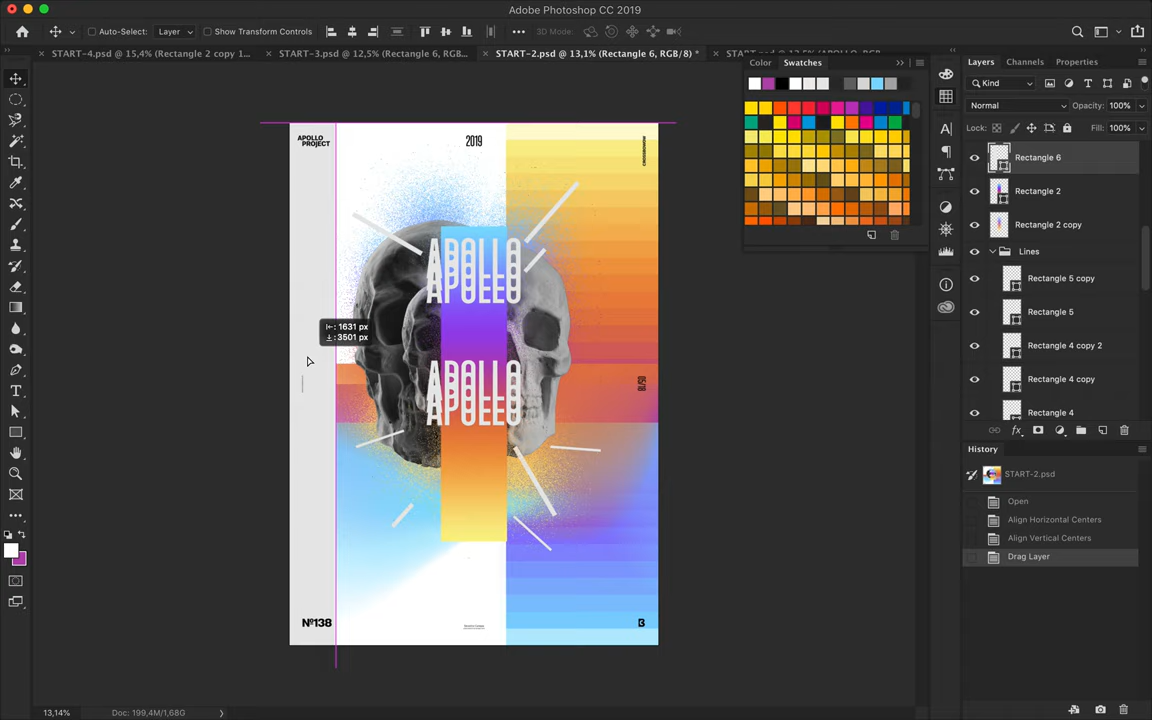 Adobe Photoshop CC 2019
Auto-Select: Layer Show Transform Controls 3D Mode:
START-4.psd @ 15,4% (Rectangle 2 copy 1...
START-3.psd @ 12,5% (Rectangle 6, RGB...
START-2.psd @ 13,1% (Rectangle 6, RGB/8) *
Color Swatches
Layers Channels Properties
Kind
Normal Opacity: 100%
Lock: Fill: 100%
Rectangle 6
Rectangle 2
Rectangle 2 copy
Lines
Rectangle 5 copy
Rectangle 5
Rectangle 4 copy 2
Rectangle 4 copy
Rectangle 4
History
START-2.psd
Open
Align Horizontal Centers
Align Vertical Centers
Drag Layer
APOLLO
PROJECT
2019
APOLLO
APOLLO
APOLLO
APOLLO
1631 px
3501 px
Nº138
13,14% Doc: 199,4M/1,68G